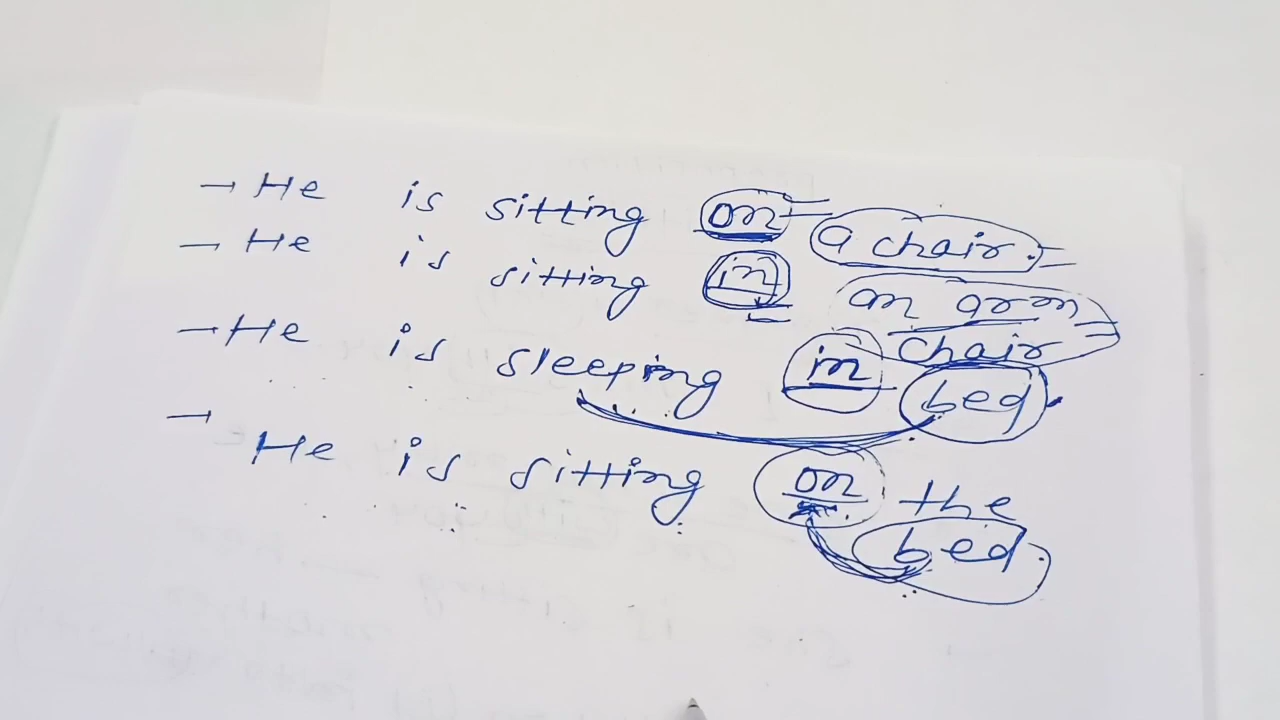 → He is sitting on a chair.
→ He is sitting in an arm
chair
→ He is sleeping in bed.
→ He is sitting on the
bed.